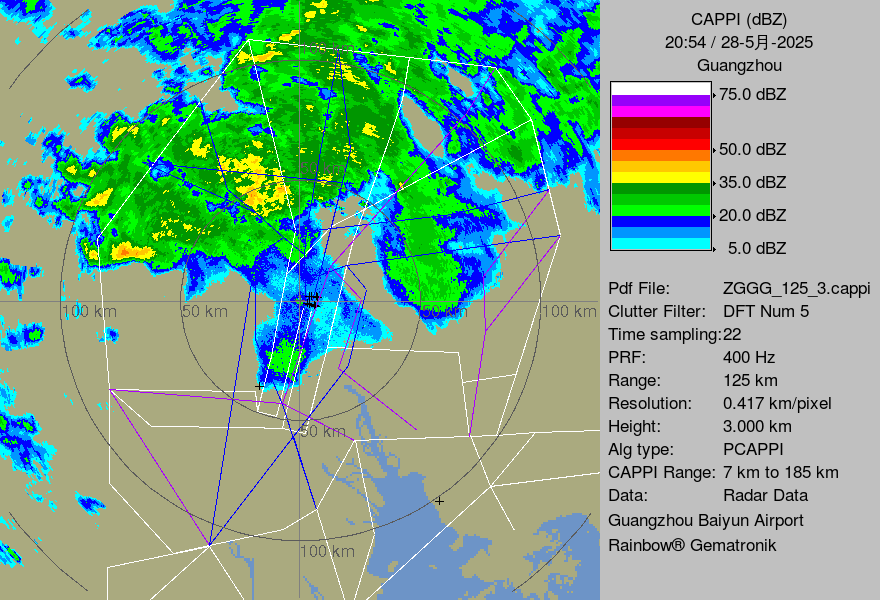 CAPPI (dBZ)
20:54 / 28-5月-2025
Guangzhou
75.0 dBZ
50.0 dBZ
35.0 dBZ
20.0 dBZ
5.0 dBZ
100 km
50 km
100 km
50 km
100 km
Pdf File: ZGGG_125_3.cappi
Clutter Filter: DFT Num 5
Time sampling:22
PRF: 400 Hz
Range: 125 km
Resolution: 0.417 km/pixel
Height: 3.000 km
Alg type: PCAPPI
CAPPI Range: 7 km to 185 km
Data: Radar Data
Guangzhou Baiyun Airport
Rainbow® Gematronik